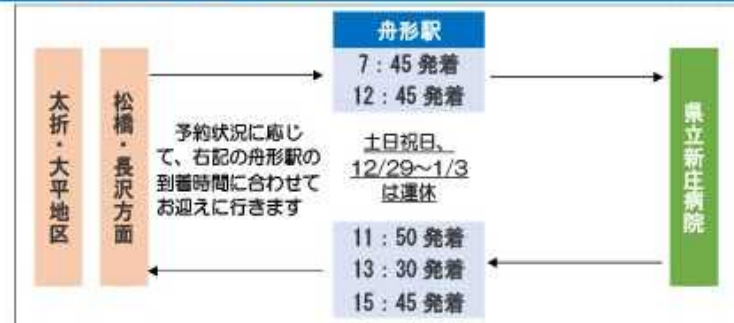 太折・大平地区
松橋・長沢方面
予約状況に応じ
て、右記の舟形駅の
到着時間に合わせて
お迎えに行きます
舟形駅
7：45 発着
12：45 発着
土日祝日、
12/29～1/3
は運休
11：50 発着
13：30 発着
15：45 発着
県立新庄病院